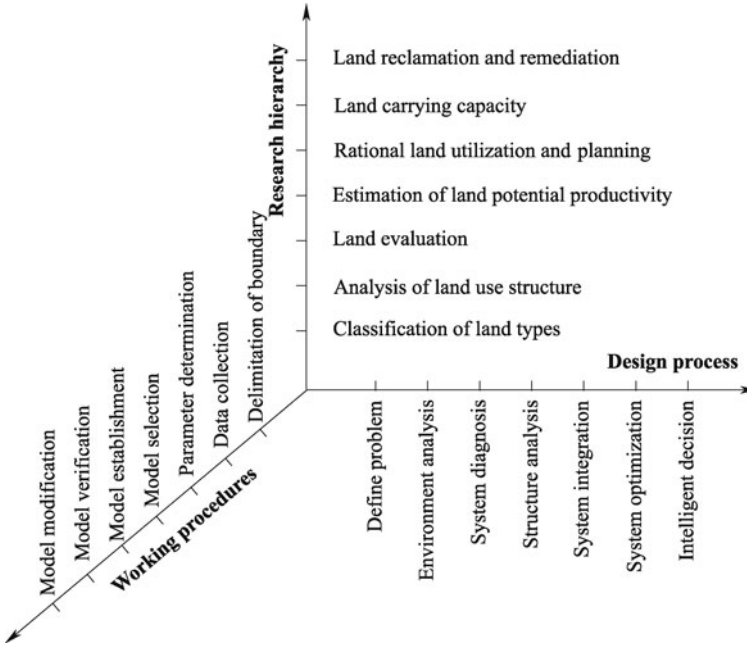 Research hierarchy
Land reclamation and remediation
Land carrying capacity
Rational land utilization and planning
Estimation of land potential productivity
Land evaluation
Analysis of land use structure
Classification of land types
Design process
Define problem
Environment analysis
System diagnosis
Structure analysis
System integration
System optimization
Intelligent decision
Working procedures
Model modification
Model verification
Model establishment
Model selection
Parameter determination
Data collection
Delimitation of boundary